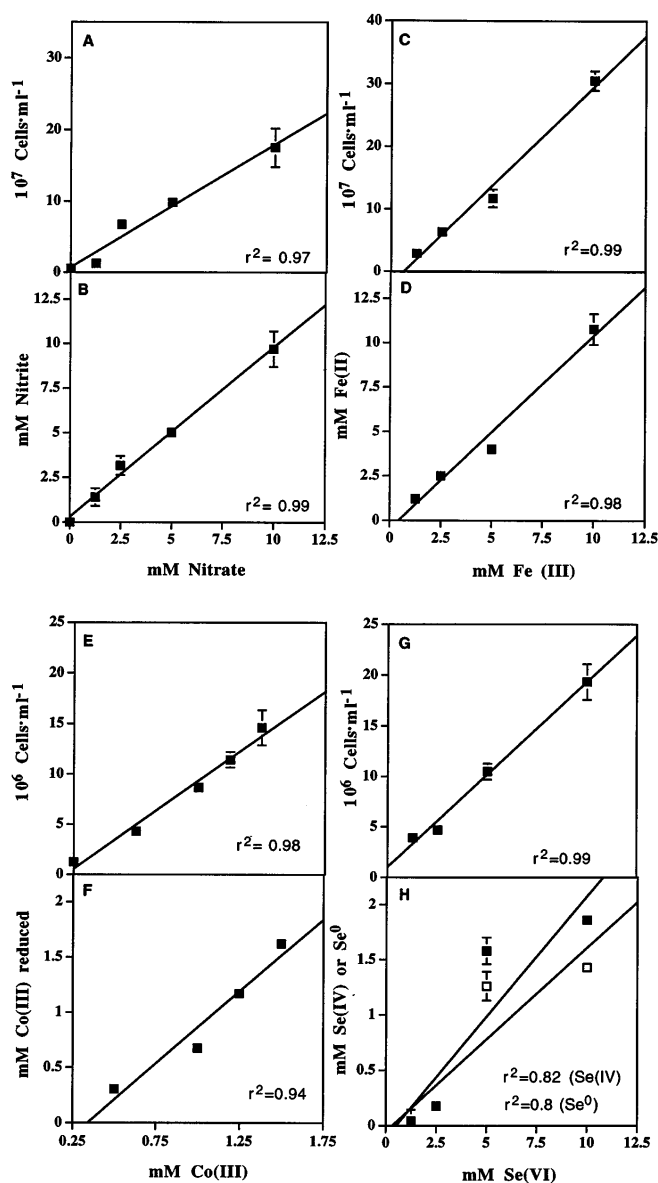 A
C
30
20
10
0
10⁷ Cells·ml⁻¹
r²= 0.97
40
30
20
10
0
10⁷ Cells·ml⁻¹
r²=0.99
B
D
12.5
10
7.5
5
2.5
0
mM Nitrite
r²= 0.99
12.5
10
7.5
5
2.5
0
mM Fe(II)
r²=0.98
0 2.5 5 7.5 10 12.5
mM Nitrate
0 2.5 5 7.5 10 12.5
mM Fe (III)
E
G
25
20
15
10
5
0
10⁶ Cells·ml⁻¹
r²= 0.98
25
20
15
10
5
0
10⁶ Cells·ml⁻¹
r²=0.99
F
H
2
1.5
1
0.5
0
mM Co(III) reduced
r²=0.94
2
1.5
1
0.5
0
mM Se(IV) or Se⁰
r²=0.82 (Se(IV)
r²=0.8 (Se⁰)
0.25 0.75 1.25 1.75
mM Co(III)
0 2.5 5 7.5 10 12.5
mM Se(VI)